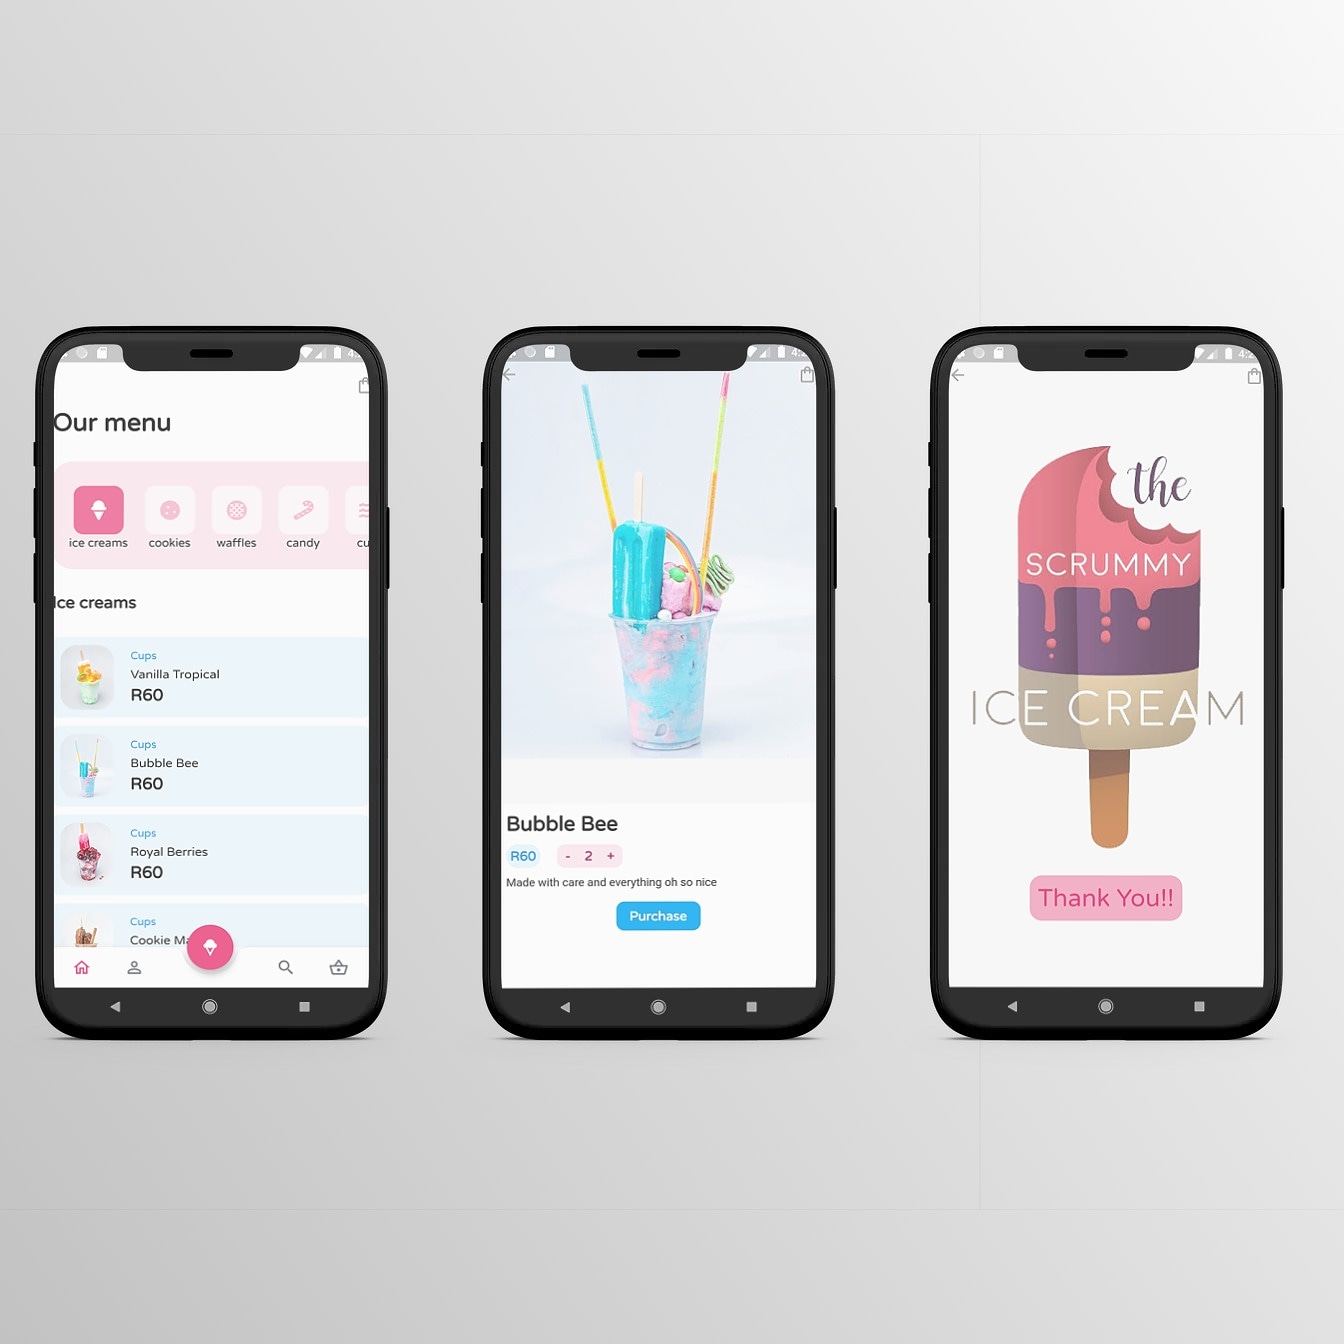 Our menu
ice creams cookies waffles candy cu
Ice creams
Cups
Vanilla Tropical
R60
Cups
Bubble Bee
R60
Cups
Royal Berries
R60
Cups
Cookie Ma
Bubble Bee
R60 - 2 +
Made with care and everything oh so nice
Purchase
the
SCRUMMY
ICE CREAM
Thank You!!